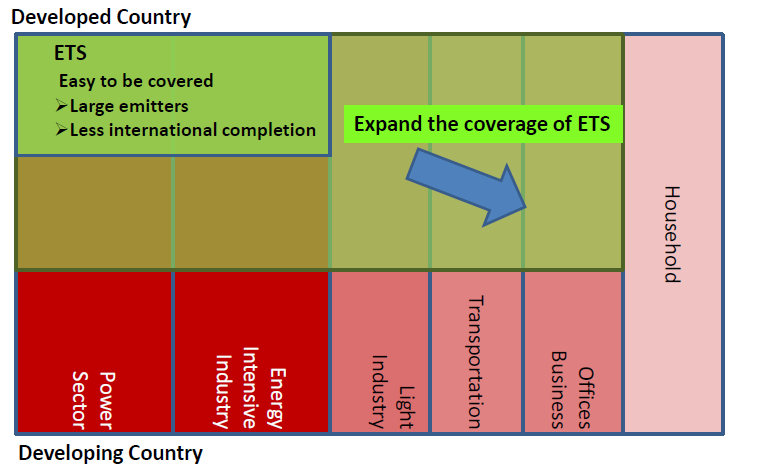 Developed Country
ETS
Easy to be covered
➢Large emitters
➢Less international completion
Expand the coverage of ETS
Household
Power
Sector
Energy
Intensive
Industry
Light
Industry
Transportation
Offices
Business
Developing Country